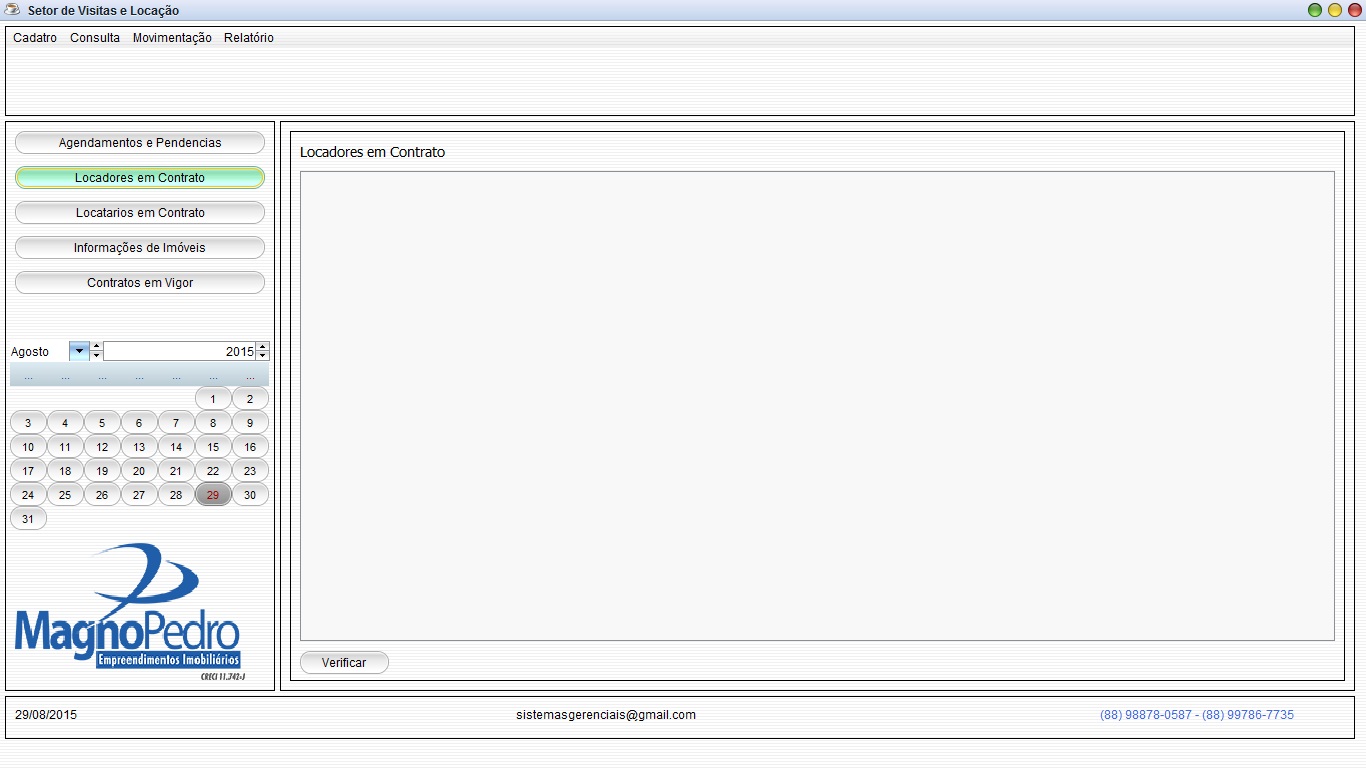 Setor de Visitas e Locação
Cadatro Consulta Movimentação Relatório
Agendamentos e Pendencias
Locadores em Contrato
Locatarios em Contrato
Informações de Imóveis
Contratos em Vigor
Agosto 2015
... ... ... ... ... ... ...
1 2
3 4 5 6 7 8 9
10 11 12 13 14 15 16
17 18 19 20 21 22 23
24 25 26 27 28 29 30
31
MagnoPedro
Empreendimentos Imobiliários
CRECI 11.742-J
Locadores em Contrato
Verificar
29/08/2015 sistemasgerenciais@gmail.com (88) 98878-0587 - (88) 99786-7735